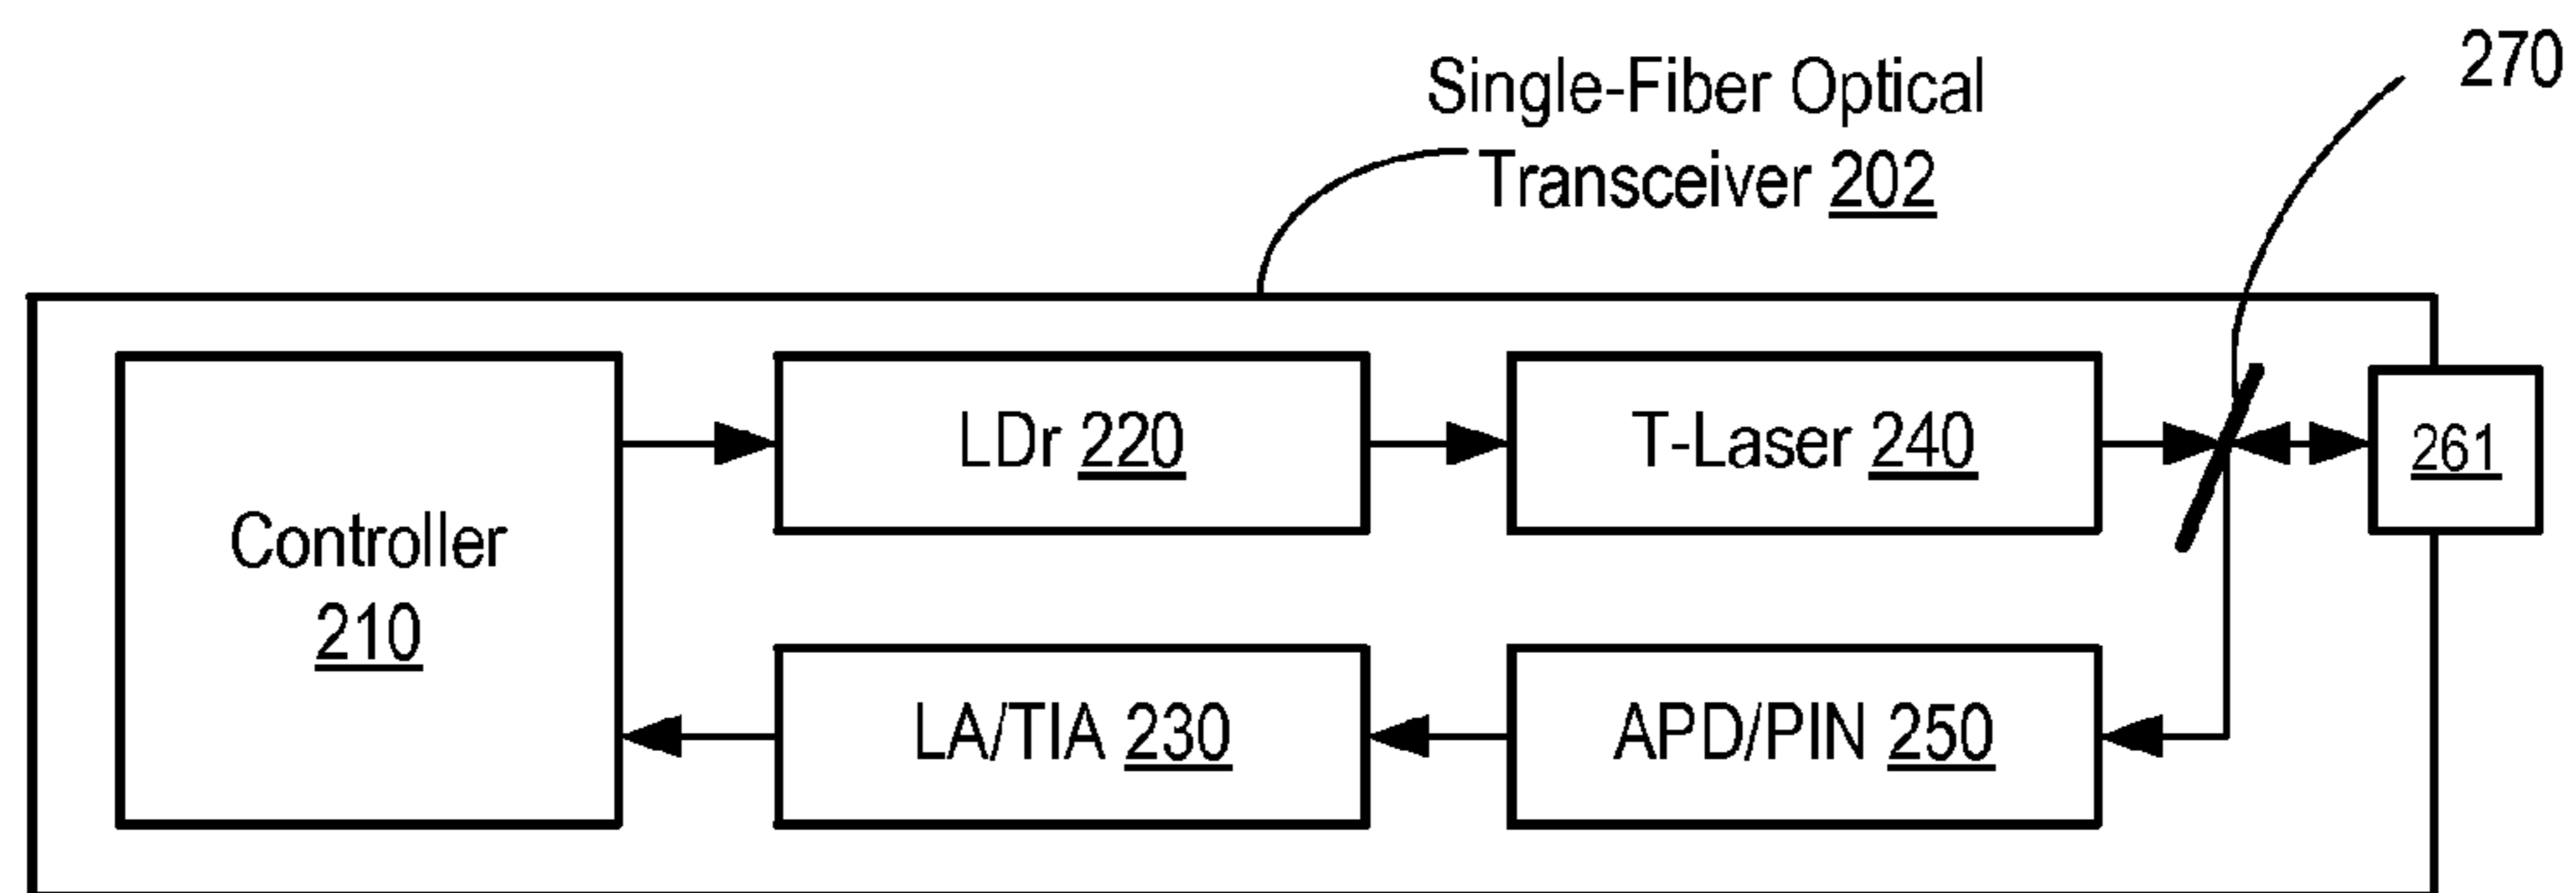 270
Single-Fiber Optical
Transceiver 202
Controller
210
LDr 220
T-Laser 240
261
LA/TIA 230
APD/PIN 250